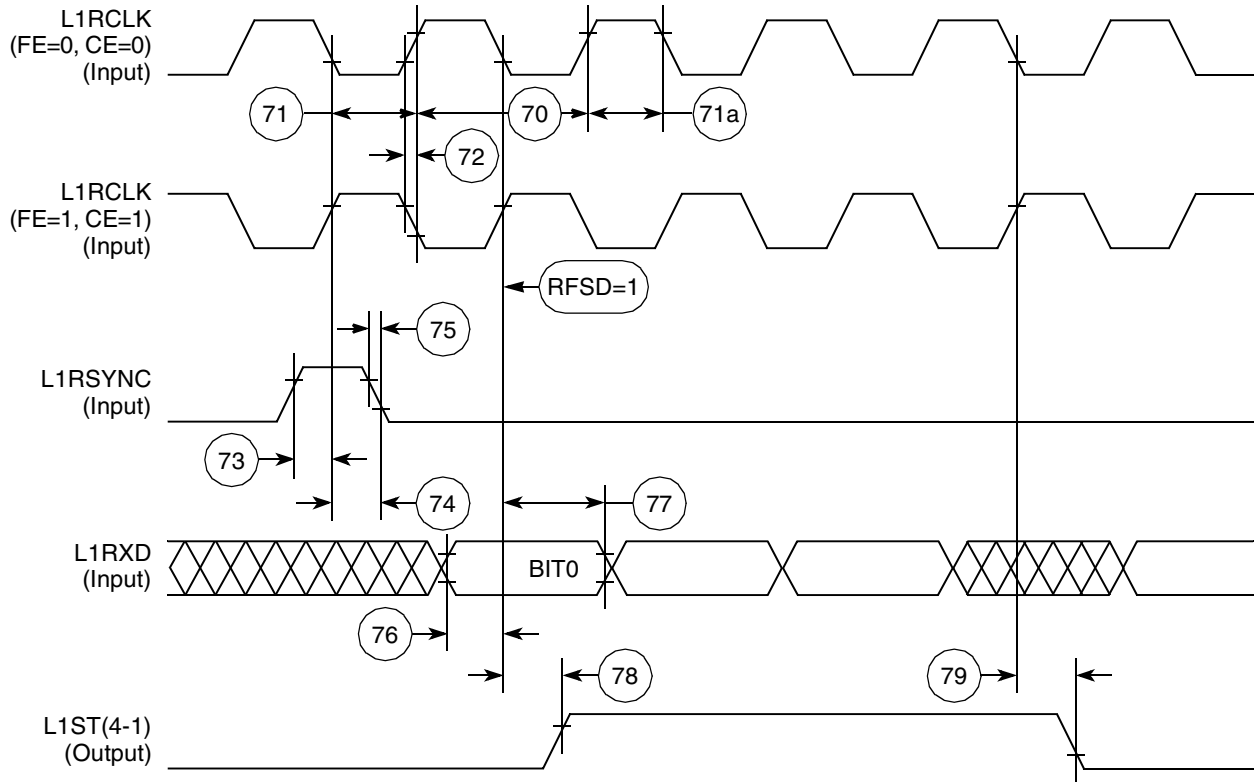 L1RCLK
(FE=0, CE=0)
(Input)
71
70
71a
72
L1RCLK
(FE=1, CE=1)
(Input)
RFSD=1
75
L1RSYNC
(Input)
73
74
77
L1RXD
(Input)
BIT0
76
78
79
L1ST(4-1)
(Output)